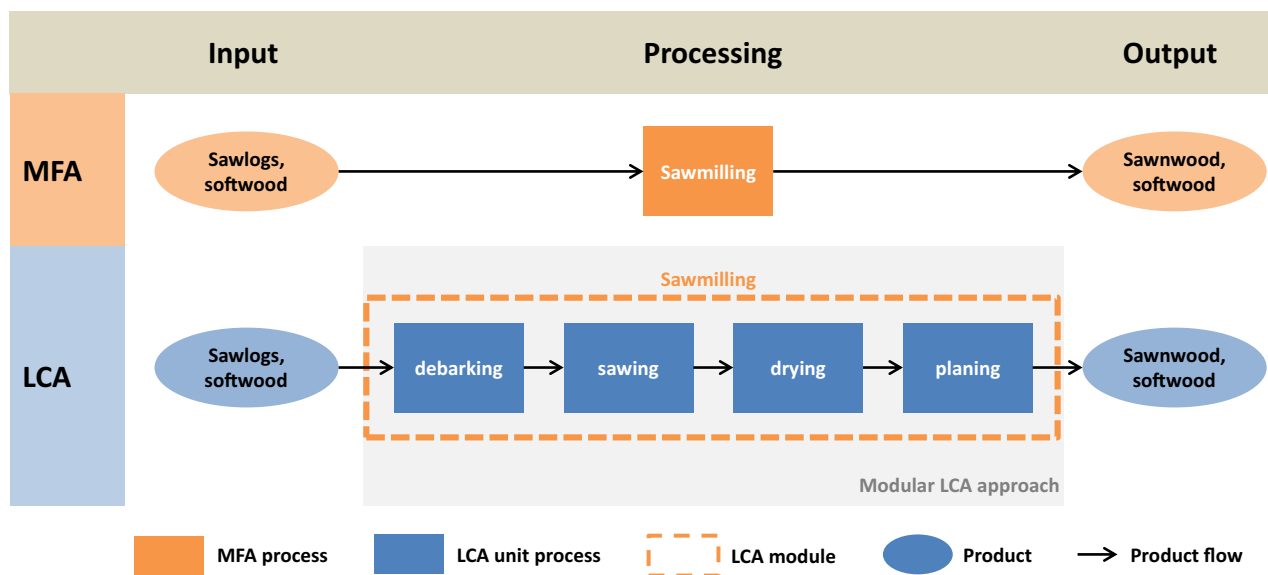 Input Processing Output
MFA
Sawlogs,
softwood
Sawmilling
Sawnwood,
softwood
LCA
Sawmilling
Sawlogs,
softwood
debarking
sawing
drying
planing
Sawnwood,
softwood
Modular LCA approach
MFA process LCA unit process LCA module Product Product flow